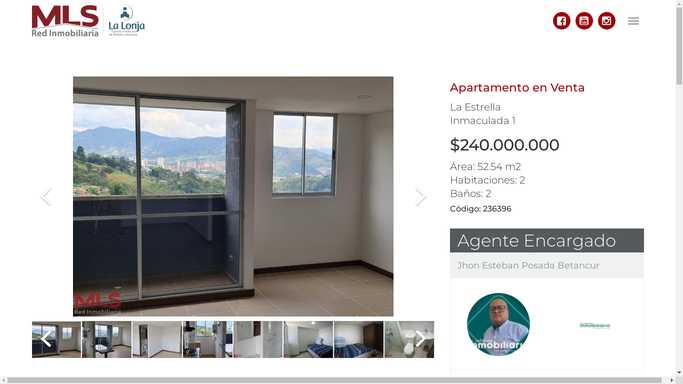 MLS
Red Inmobiliaria
La Lonja
Apartamento en Venta
La Estrella
Inmaculada 1
$240.000.000
Área: 52.54 m2
Habitaciones: 2
Baños: 2
Código: 236396
MLS
Red Inmobiliaria
Agente Encargado
Jhon Esteban Posada Betancur